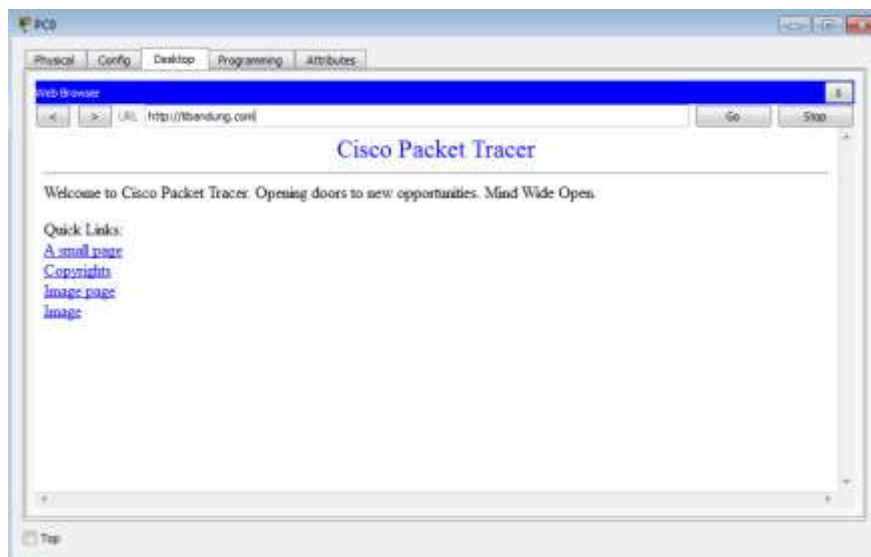 PC0
Physical Config Desktop Programming Attributes
Web Browser X
< > URL http://ttbandung.com Go Stop
Cisco Packet Tracer
Welcome to Cisco Packet Tracer. Opening doors to new opportunities. Mind Wide Open.
Quick Links:
A small page
Copyrights
Image page
Image
Top